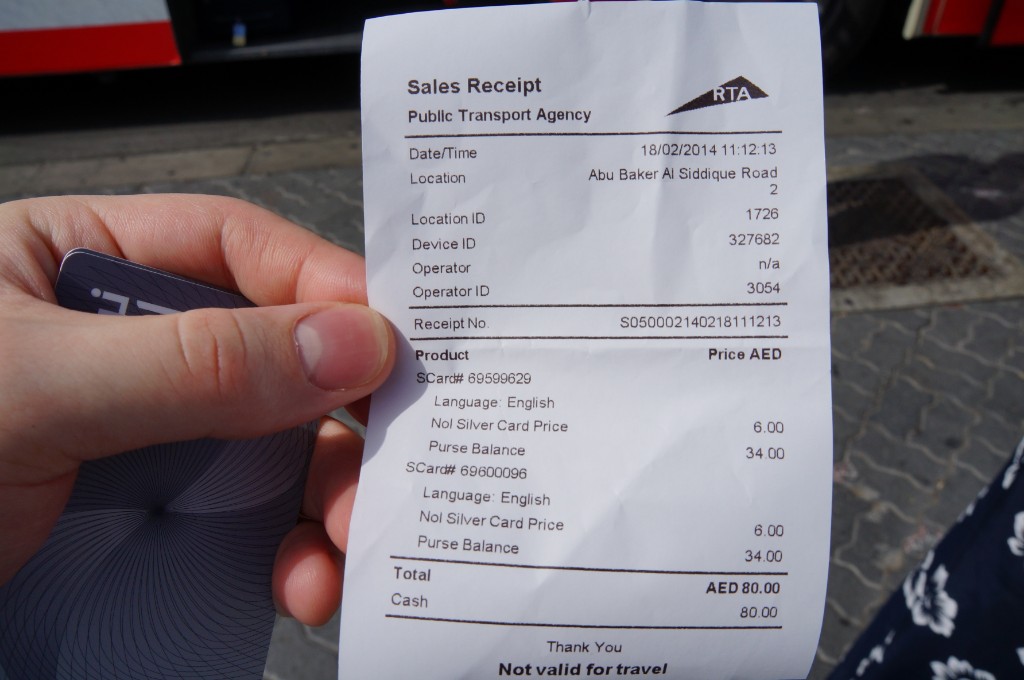 Sales Receipt
RTA
Public Transport Agency
Date/Time 18/02/2014 11:12:13
Location Abu Baker Al Siddique Road
2
Location ID 1726
Device ID 327682
Operator n/a
Operator ID 3054
Receipt No. S050002140218111213
Product Price AED
SCard# 69599629
Language: English
Nol Silver Card Price 6.00
Purse Balance 34.00
SCard# 69600096
Language: English
Nol Silver Card Price 6.00
Purse Balance 34.00
Total AED 80.00
Cash 80.00
Thank You
Not valid for travel